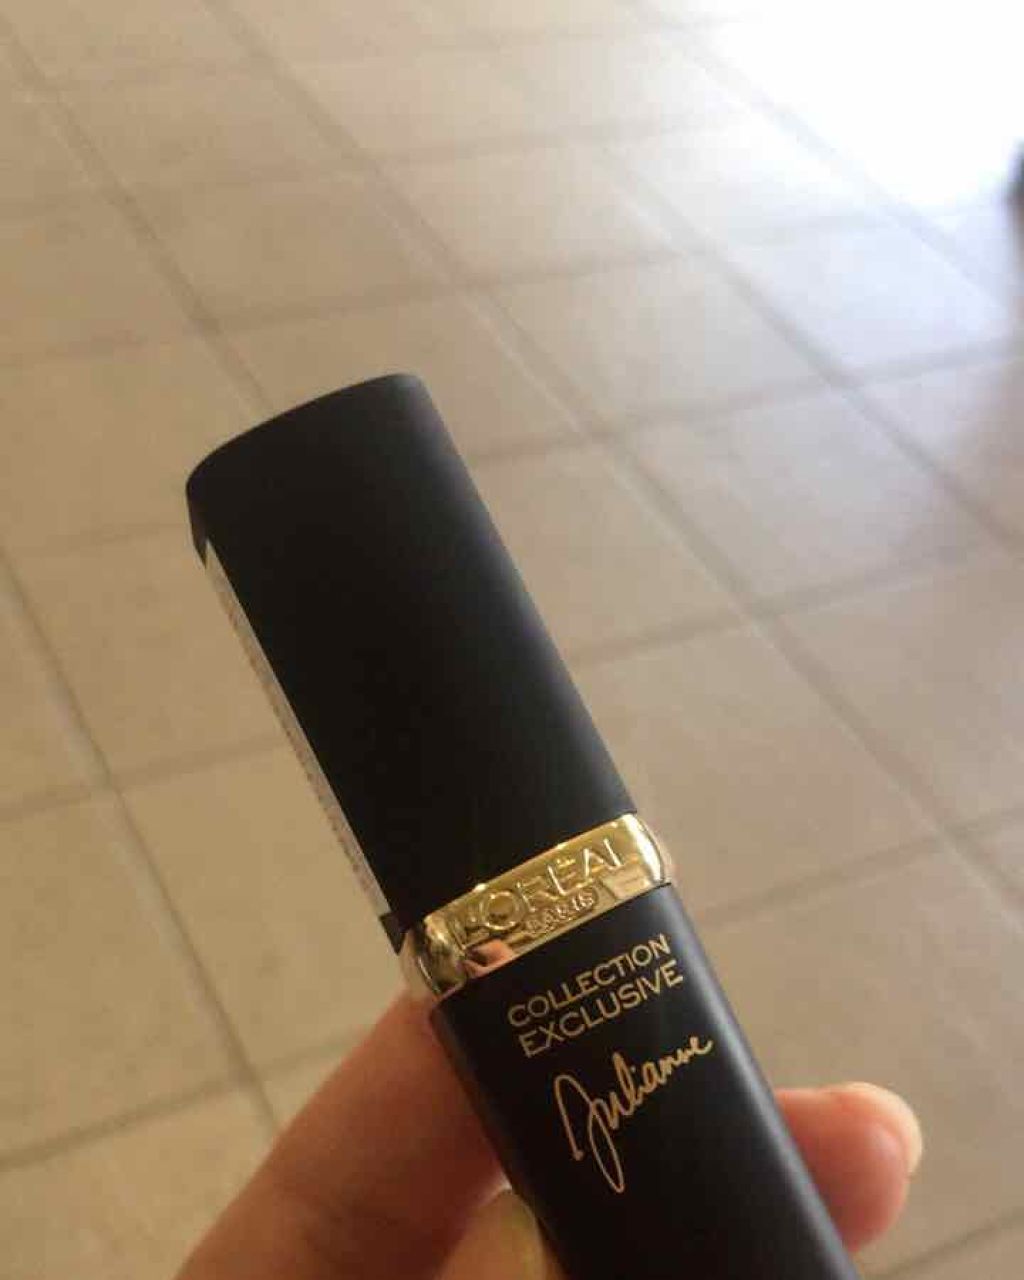 L'ORÉAL
PARIS
COLLECTION
EXCLUSIVE
Julianne